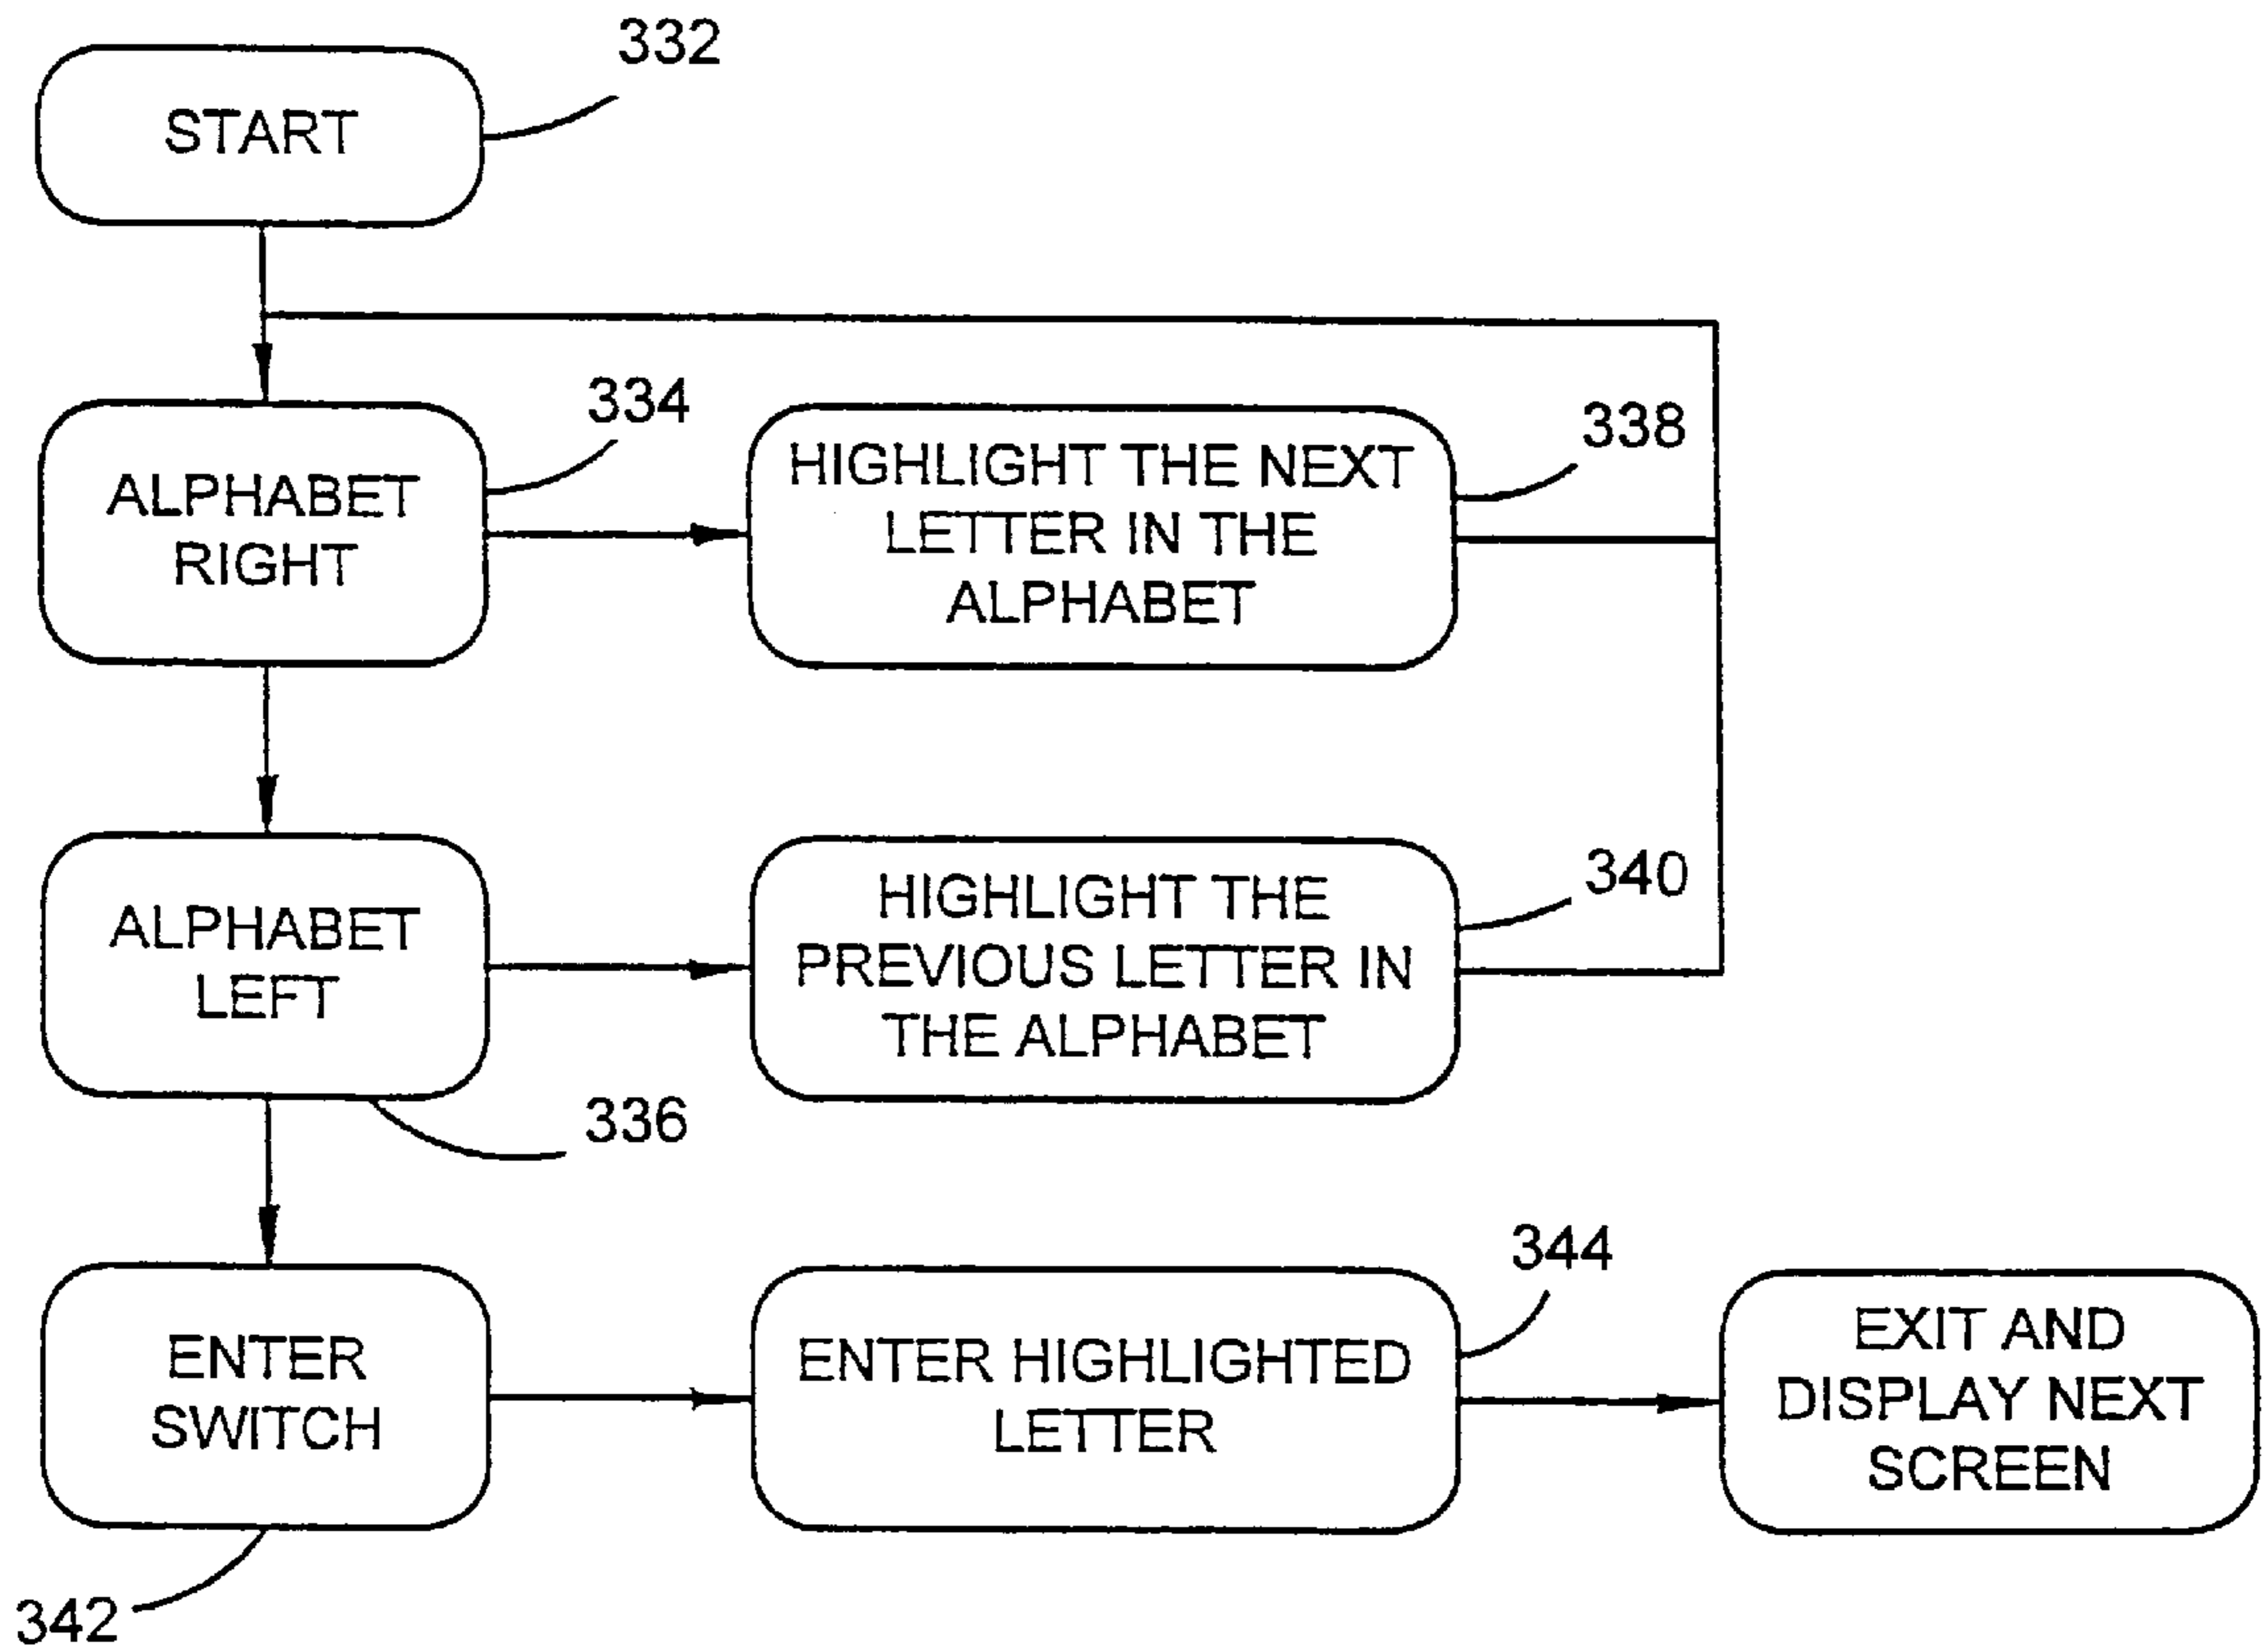 332
START
334
ALPHABET
RIGHT
HIGHLIGHT THE NEXT
LETTER IN THE
ALPHABET
338
ALPHABET
LEFT
336
HIGHLIGHT THE
PREVIOUS LETTER IN
THE ALPHABET
340
ENTER
SWITCH
342
ENTER HIGHLIGHTED
LETTER
344
EXIT AND
DISPLAY NEXT
SCREEN